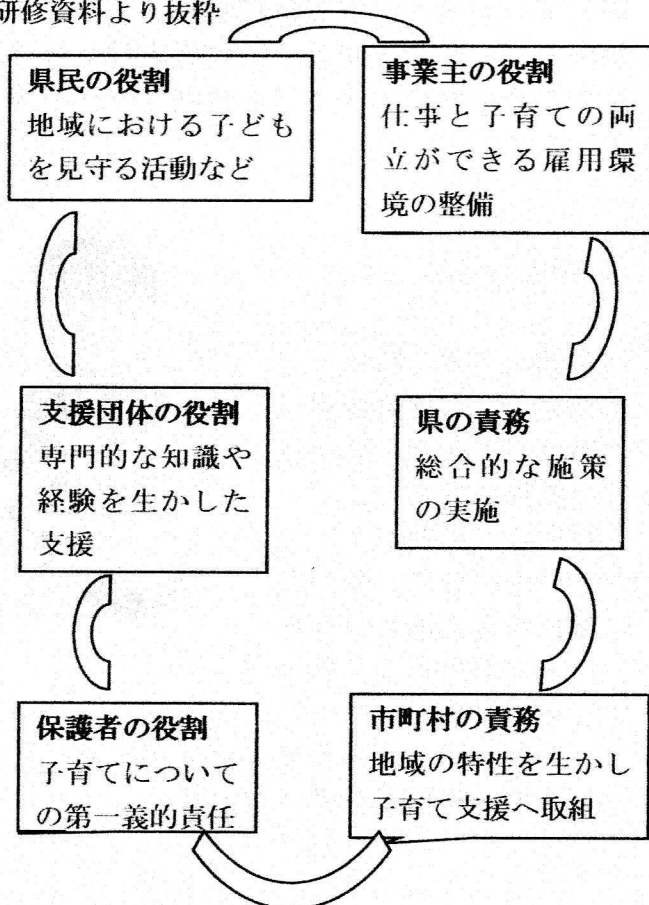 研修資料より抜粋
県民の役割
地域における子ども
を見守る活動など
事業主の役割
仕事と子育ての両
立ができる雇用環
境の整備
支援団体の役割
専門的な知識や
経験を生かした
支援
県の責務
総合的な施策
の実施
保護者の役割
子育てについて
の第一義的責任
市町村の責務
地域の特性を生かし
子育て支援へ取組